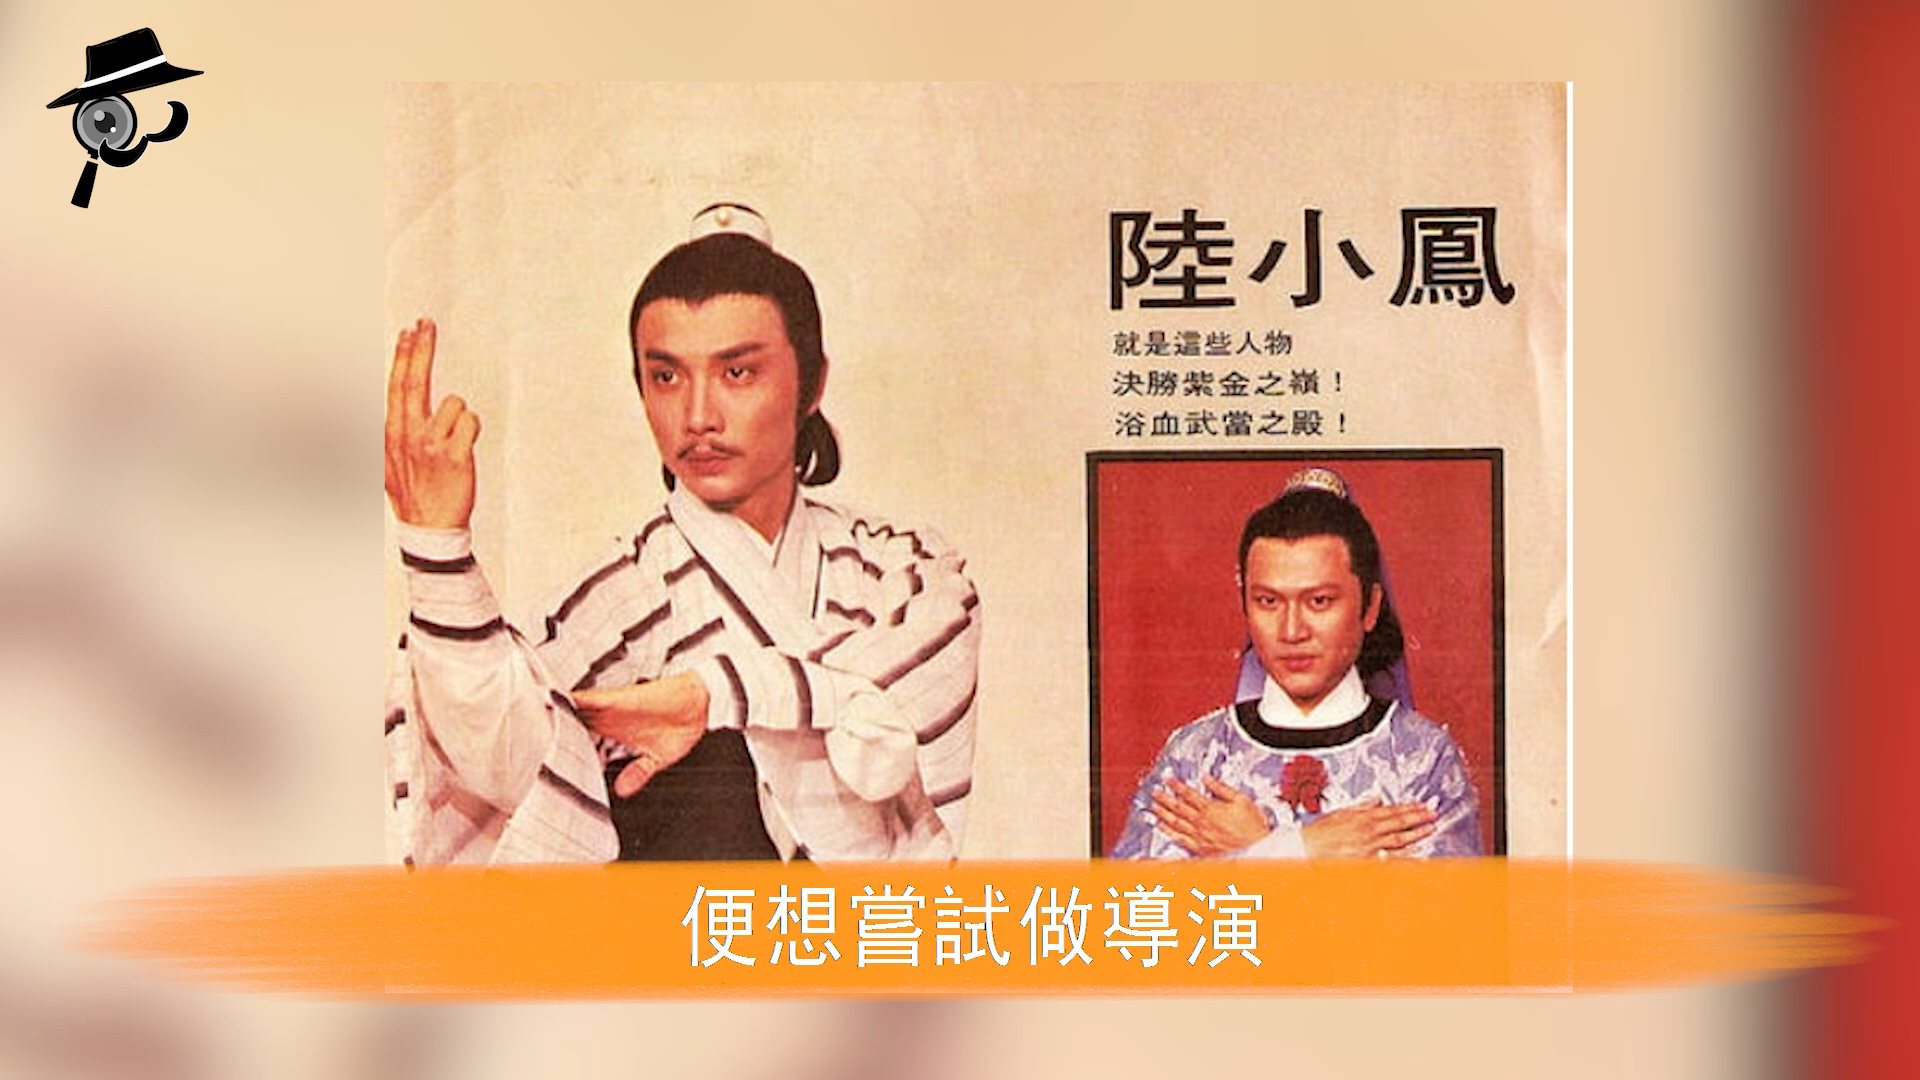 陸小鳳
就是這些人物
決勝紫金之嶺！
浴血武當之殿！
便想嘗試做導演